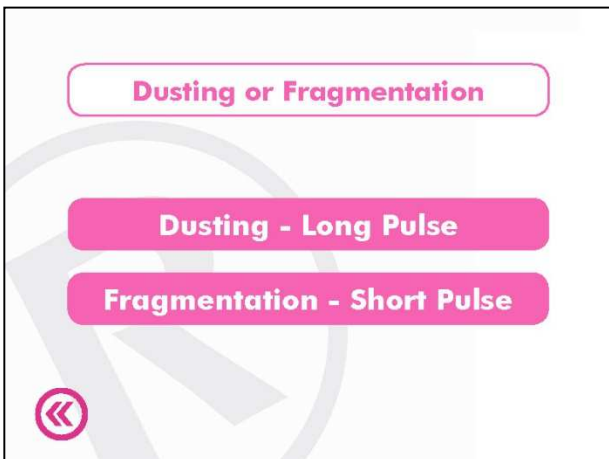 Dusting or Fragmentation
Dusting - Long Pulse
Fragmentation - Short Pulse